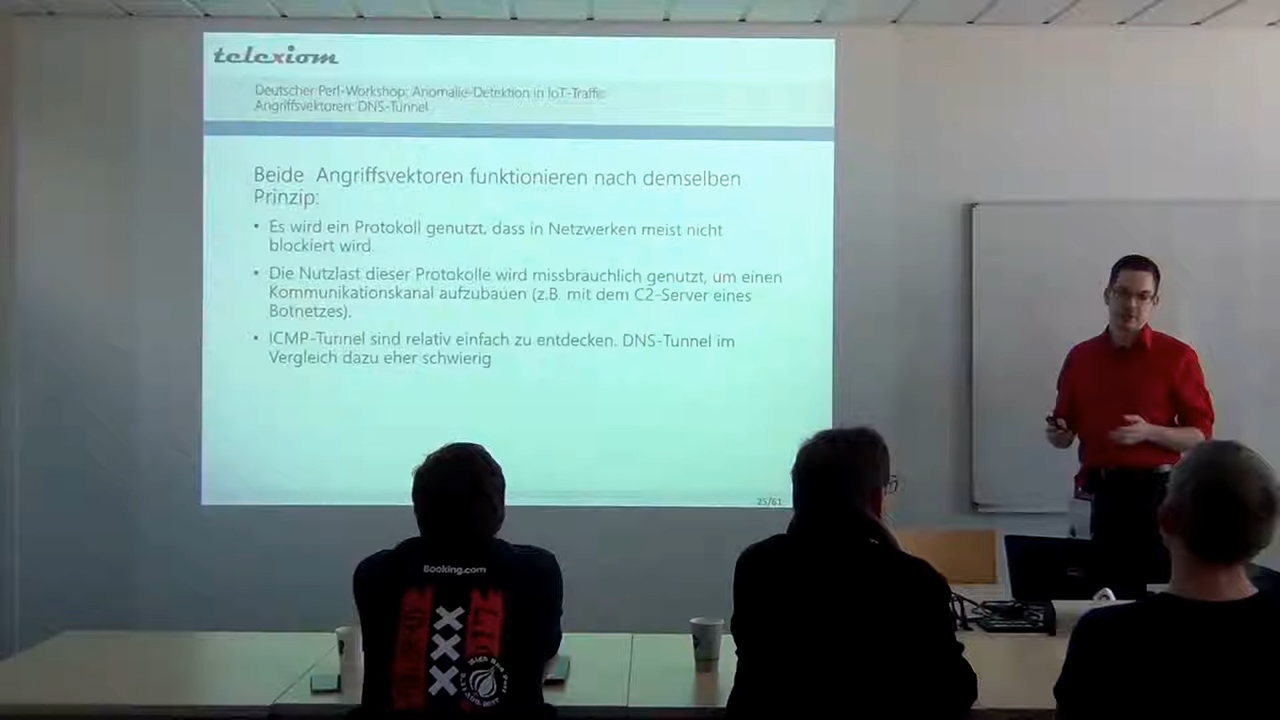 telexiom
Deutscher Perl-Workshop: Anomalie-Detektion in IoT-Traffic
Angriffsvektoren: DNS-Tunnel
Beide Angriffsvektoren funktionieren nach demselben
Prinzip:
• Es wird ein Protokoll genutzt, dass in Netzwerken meist nicht
blockiert wird.
• Die Nutzlast dieser Protokolle wird missbräuchlich genutzt, um einen
Kommunikationskanal aufzubauen (z.B. mit dem C2-Server eines
Botnetzes).
• ICMP-Tunnel sind relativ einfach zu entdecken. DNS-Tunnel im
Vergleich dazu eher schwierig
25/61
Booking.com